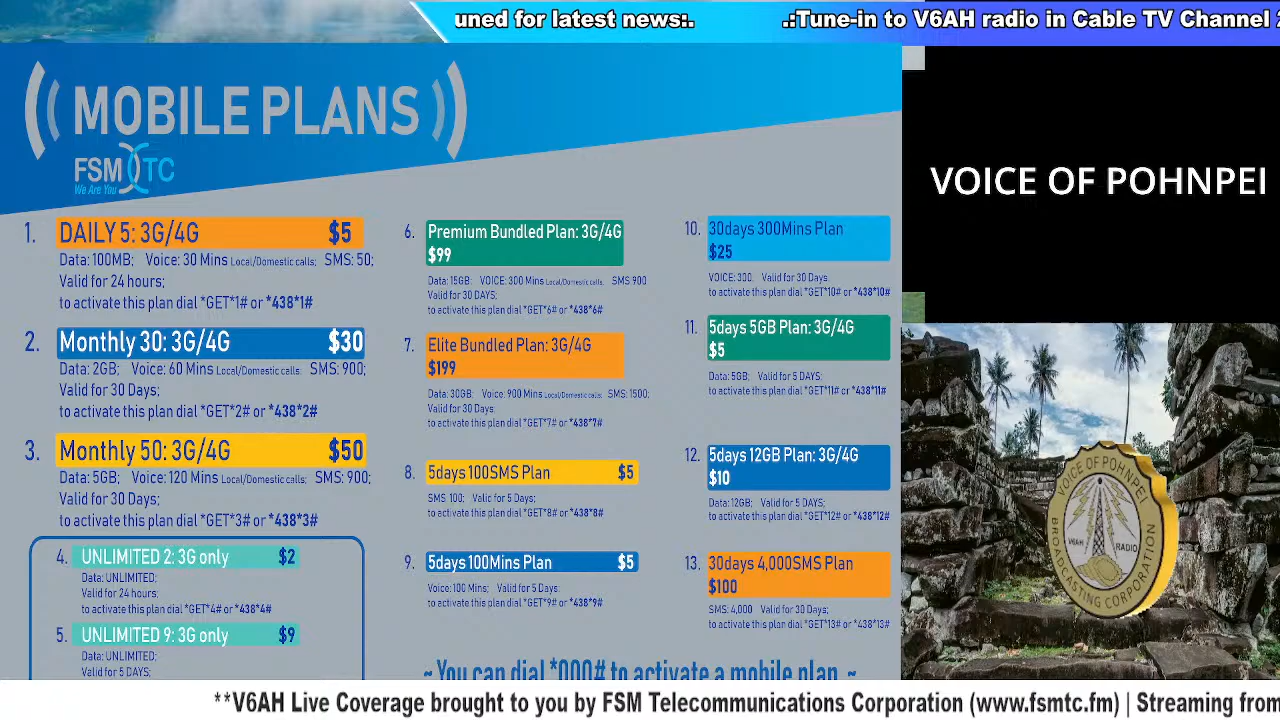 uned for latest news:. .:Tune-in to V6AH radio in Cable TV Channel
MOBILE PLANS
FSMTC
We Are You
1. DAILY 5: 3G/4G $5
Data: 100MB; Voice: 30 Mins Local/Domestic calls; SMS: 50;
Valid for 24 hours;
to activate this plan dial *GET*1# or *438*1#
2. Monthly 30: 3G/4G $30
Data: 2GB; Voice: 60 Mins Local/Domestic calls. SMS: 900;
Valid for 30 Days;
to activate this plan dial *GET*2# or *438*2#
3. Monthly 50: 3G/4G $50
Data: 5GB; Voice: 120 Mins Local/Domestic calls; SMS: 900;
Valid for 30 Days;
to activate this plan dial *GET*3# or *438*3#
4. UNLIMITED 2: 3G only $2
Data: UNLIMITED;
Valid for 24 hours;
to activate this plan dial *GET*4# or *438*4#
5. UNLIMITED 9: 3G only $9
Data: UNLIMITED;
Valid for 5 DAYS;
6. Premium Bundled Plan: 3G/4G
$99
Data: 15GB; VOICE: 300 Mins Local/Domestic calls. SMS 900
Valid for 30 DAYS;
to activate this plan dial *GET*6# or *438*6#
7. Elite Bundled Plan: 3G/4G
$199
Data: 30GB; Voice: 900 Mins Local/Domestic calls; SMS: 1500;
Valid for 30 Days;
to activate this plan dial *GET*7# or *438*7#
8. 5days 100SMS Plan $5
SMS 100; Valid for 5 Days;
to activate this plan dial *GET*8# or *438*8#
9. 5days 100Mins Plan $5
Voice: 100 Mins; Valid for 5 Days:
to activate this plan dial *GET*9# or *438*9#
10. 30days 300Mins Plan
$25
VOICE: 300 Valid for 30 Days;
to activate this plan dial *GET*10# or *438*10#
11. 5days 5GB Plan: 3G/4G
$5
Data: 5GB; Valid for 5 DAYS;
to activate this plan dial *GET*11# or *438*11#
12. 5days 12GB Plan: 3G/4G
$10
Data: 12GB; Valid for 5 DAYS;
to activate this plan dial *GET*12# or *438*12#
13. 30days 4,000SMS Plan
$100
SMS: 4,000 Valid for 30 Days;
to activate this plan dial *GET*13# or *438*13#
~ You can dial *000# to activate a mobile plan ~
VOICE OF POHNPEI
VOICE OF POHNPEI
V6AH RADIO
BROADCASTING CORPORATION
**V6AH Live Coverage brought to you by FSM Telecommunications Corporation (www.fsmtc.fm) | Streaming from